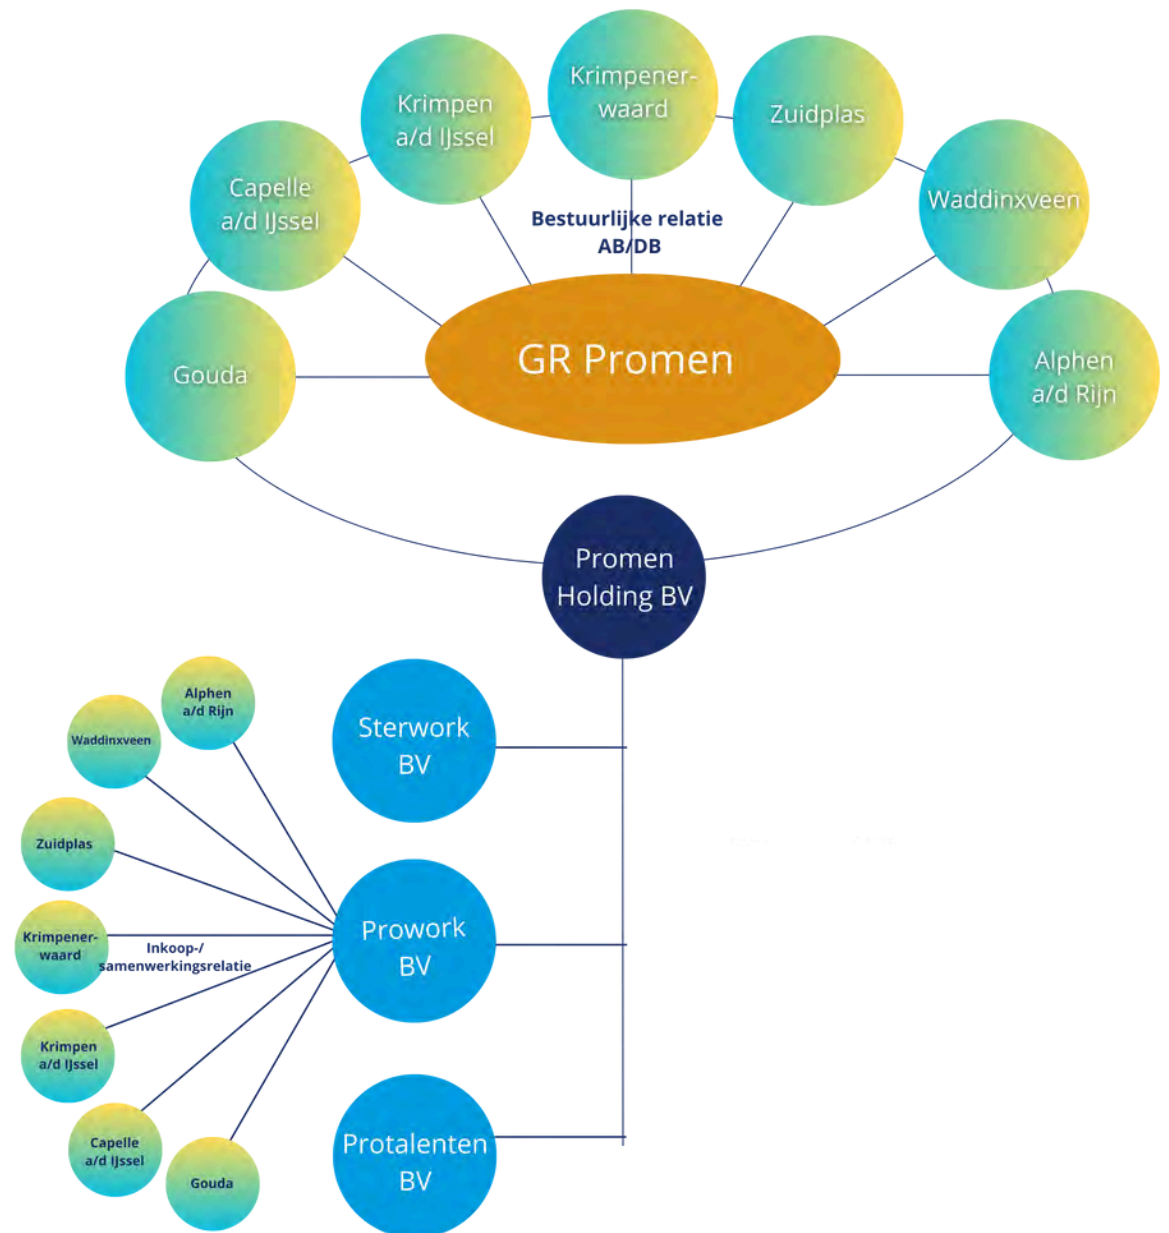 Krimpener-
waard
Krimpen
a/d IJssel
Zuidplas
Capelle
a/d IJssel
Waddinxveen
Bestuurlijke relatie
AB/DB
GR Promen
Gouda
Alphen
a/d Rijn
Promen
Holding BV
Sterwork
BV
Alphen
a/d Rijn
Waddinxveen
Zuidplas
Krimpener-
waard
Inkoop-/
samenwerkingsrelatie
Prowork
BV
Krimpen
a/d IJssel
Capelle
a/d IJssel
Gouda
Protalenten
BV